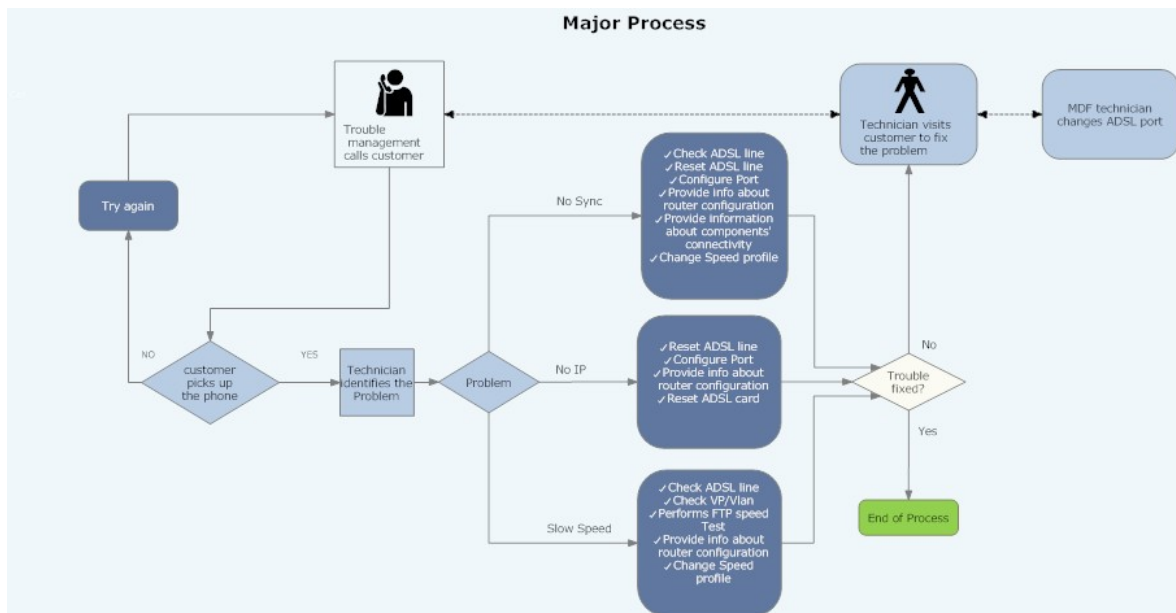 Major Process
Trouble
management
calls customer
Technician visits
customer to fix
the problem
MDF technician
changes ADSL port
Try again
No Sync
✓Check ADSL line
✓Reset ADSL line
✓Configure Port
✓Provide info about
router configuration
✓Provide information
about components'
connectivity
✓Change Speed profile
NO
customer
picks up
the phone
YES
Technician
identifies the
Problem
Problem
No IP
✓Reset ADSL line
✓Configure Port
✓Provide info about
router configuration
✓Reset ADSL card
No
Trouble
fixed?
Yes
Slow Speed
✓Check ADSL line
✓Check VP/Vlan
✓Performs FTP speed
Test
✓Provide info about
router configuration
✓Change Speed
profile
End of Process